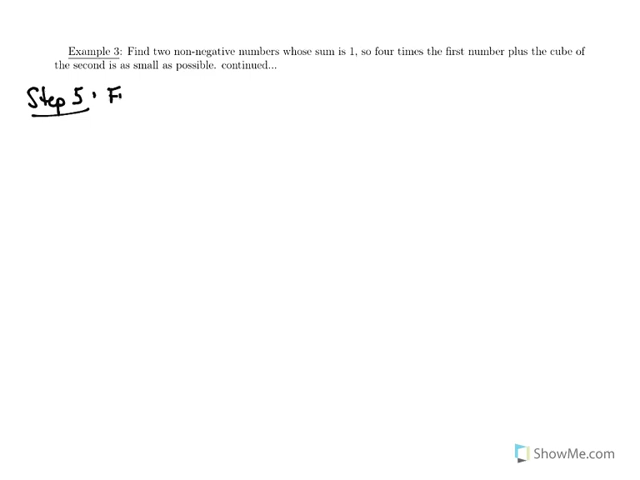 Example 3: Find two non-negative numbers whose sum is 1, so four times the first number plus the cube of
the second is as small as possible. continued...
Step 5: Fi
ShowMe.com